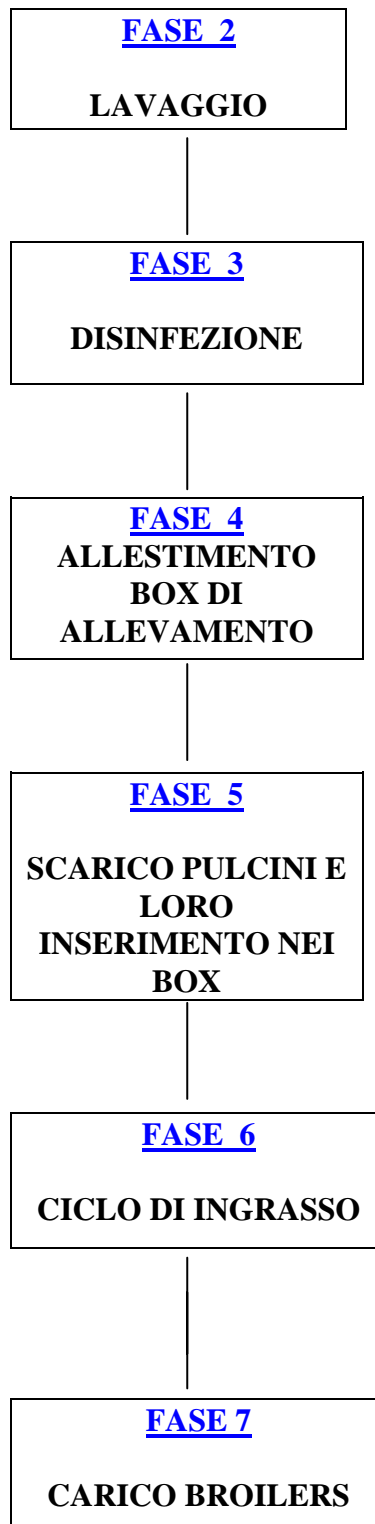 FASE 2
LAVAGGIO
FASE 3
DISINFEZIONE
FASE 4
ALLESTIMENTO
BOX DI
ALLEVAMENTO
FASE 5
SCARICO PULCINI E
LORO
INSERIMENTO NEI
BOX
FASE 6
CICLO DI INGRASSO
FASE 7
CARICO BROILERS